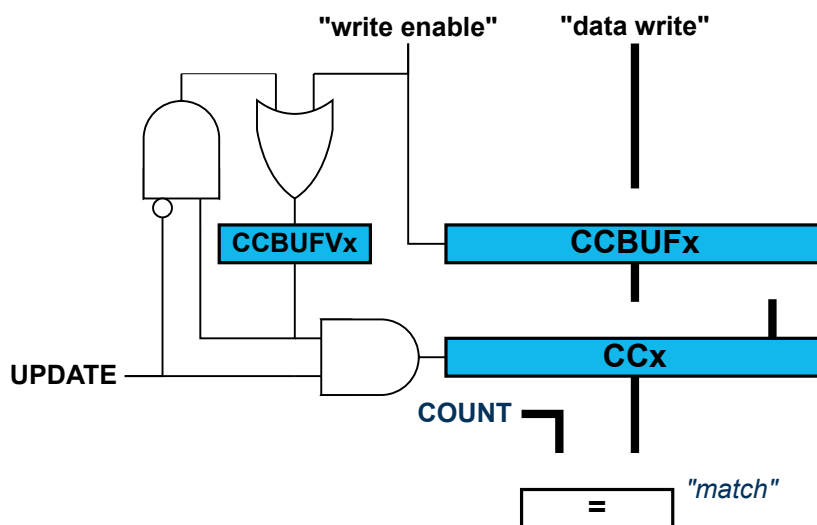 "write enable"
"data write"
CCBUFVx
CCBUFx
UPDATE
CCx
COUNT
"match"
=